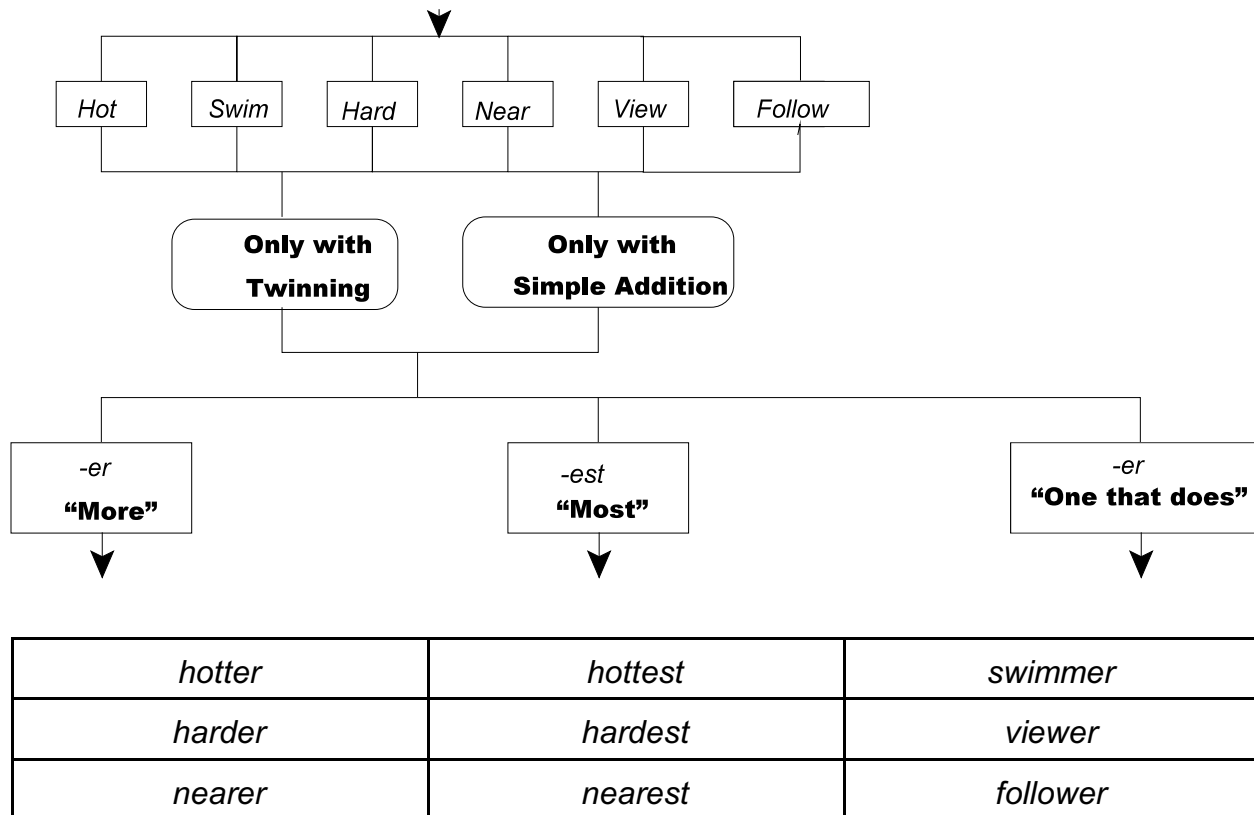 Hot Swim Hard Near View Follow
Only with
Twinning
Only with
Simple Addition
-er
“More”
-est
“Most”
-er
“One that does”
hotter hottest swimmer
harder hardest viewer
nearer nearest follower